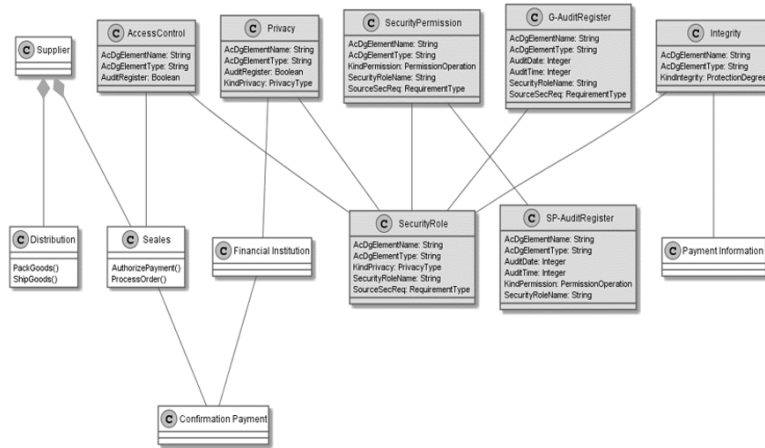 C Supplier
C AccessControl
AcDgElementName: String
AcDgElementType: String
AuditRegister: Boolean
C Privacy
AcDgElementName: String
AcDgElementType: String
AuditRegister: Boolean
KindPrivacy: PrivacyType
C SecurityPermission
AcDgElementName: String
AcDgElementType: String
KindPermission: PermissionOperation
SecurityRoleName: String
SourceSecReq: RequirementType
C G-AuditRegister
AcDgElementName: String
AcDgElementType: String
AuditDate: Integer
AuditTime: Integer
SecurityRoleName: String
SourceSecReq: RequirementType
C Integrity
AcDgElementName: String
AcDgElementType: String
KindIntegrity: ProtectionDegree
C Distribution
PackGoods()
ShipGoods()
C Seales
AuthorizePayment()
ProcessOrder()
C Financial Institution
C SecurityRole
AcDgElementName: String
AcDgElementType: String
KindPrivacy: PrivacyType
SecurityRoleName: String
SourceSecReq: RequirementType
C SP-AuditRegister
AcDgElementName: String
AcDgElementType: String
AuditDate: Integer
AuditTime: Integer
KindPermission: PermissionOperation
SecurityRoleName: String
C Payment Information
C Confirmation Payment